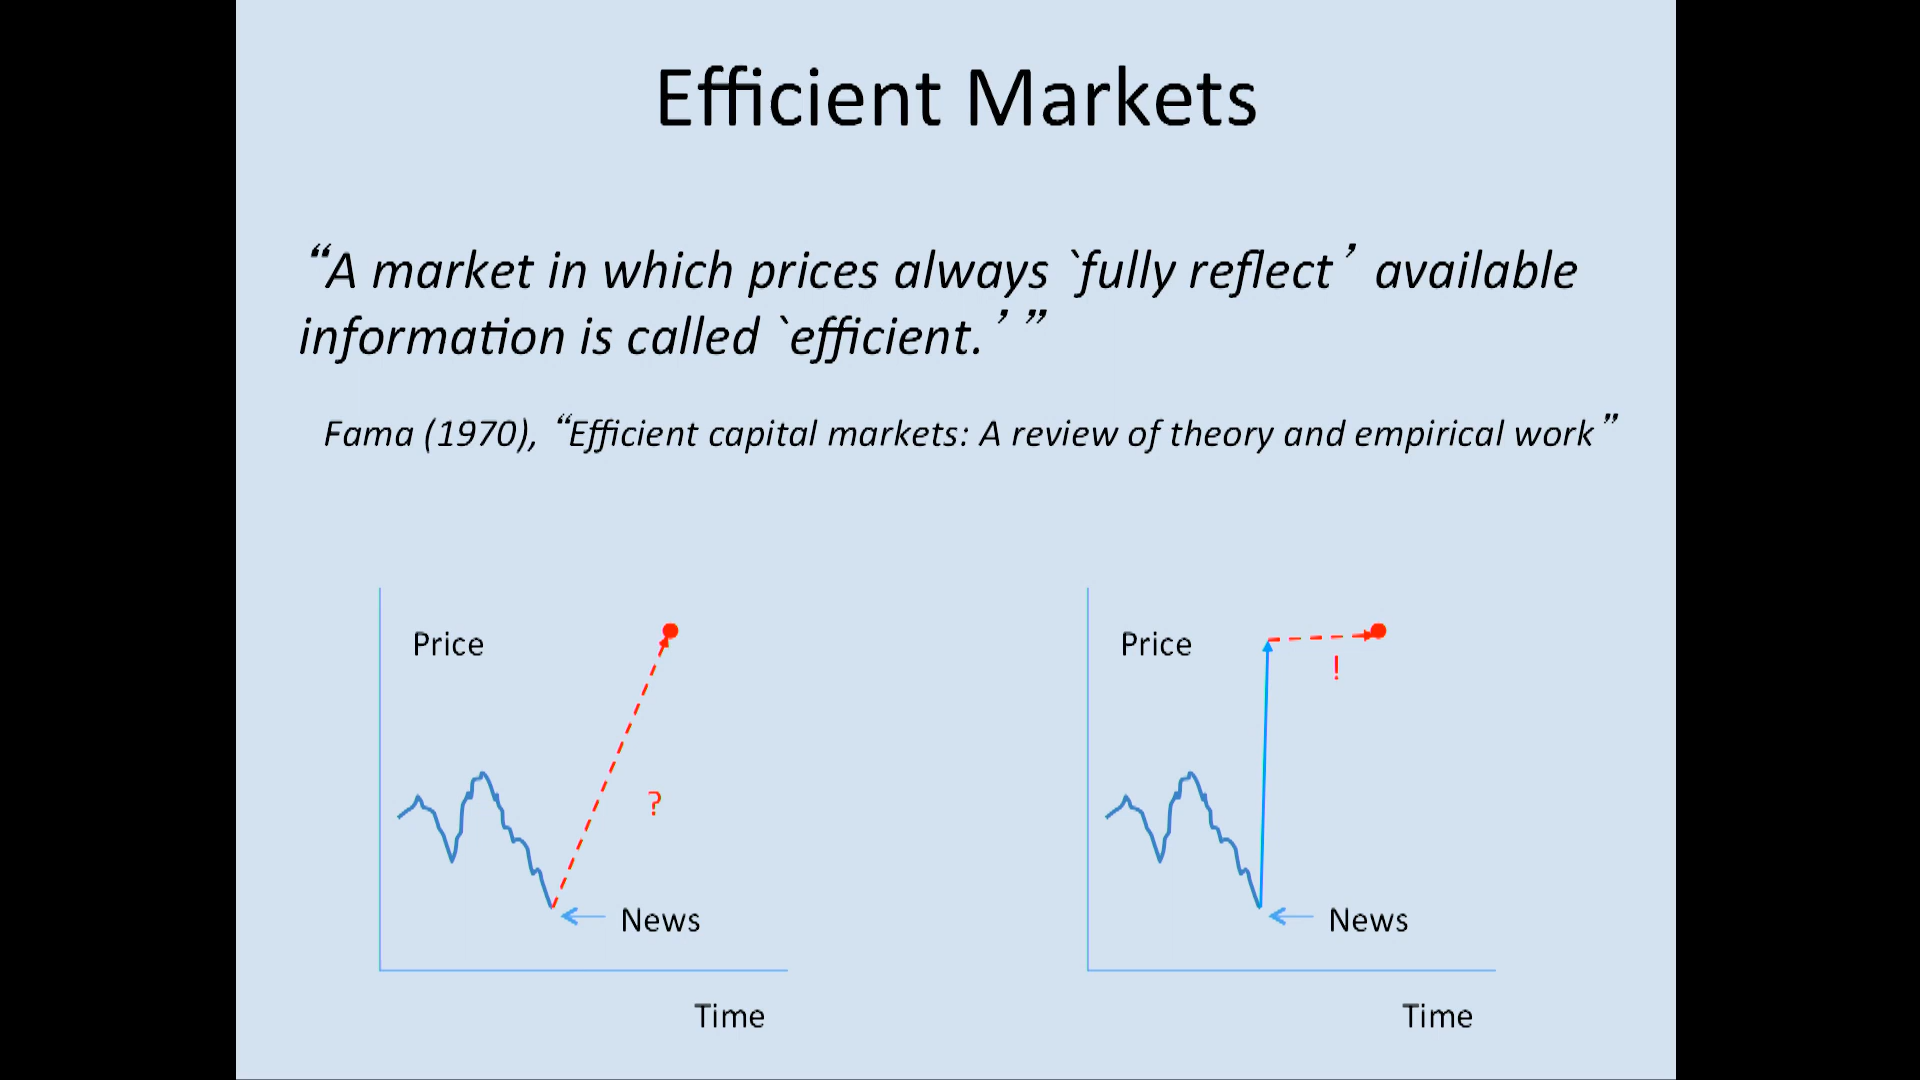 Efficient Markets
“A market in which prices always `fully reflect’ available
information is called `efficient.’”
Fama (1970), “Efficient capital markets: A review of theory and empirical work”
Price
?
News
Time
Price
!
News
Time